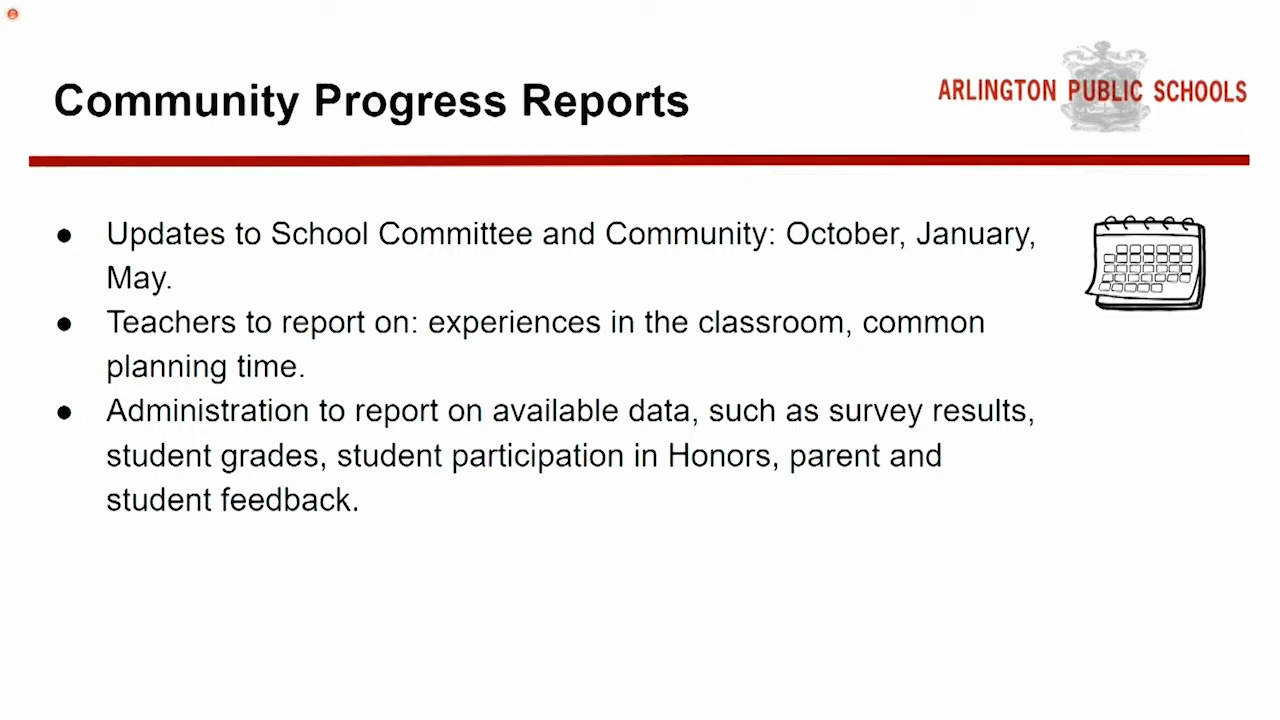 Community Progress Reports
ARLINGTON PUBLIC SCHOOLS
● Updates to School Committee and Community: October, January,
May.
● Teachers to report on: experiences in the classroom, common
planning time.
● Administration to report on available data, such as survey results,
student grades, student participation in Honors, parent and
student feedback.